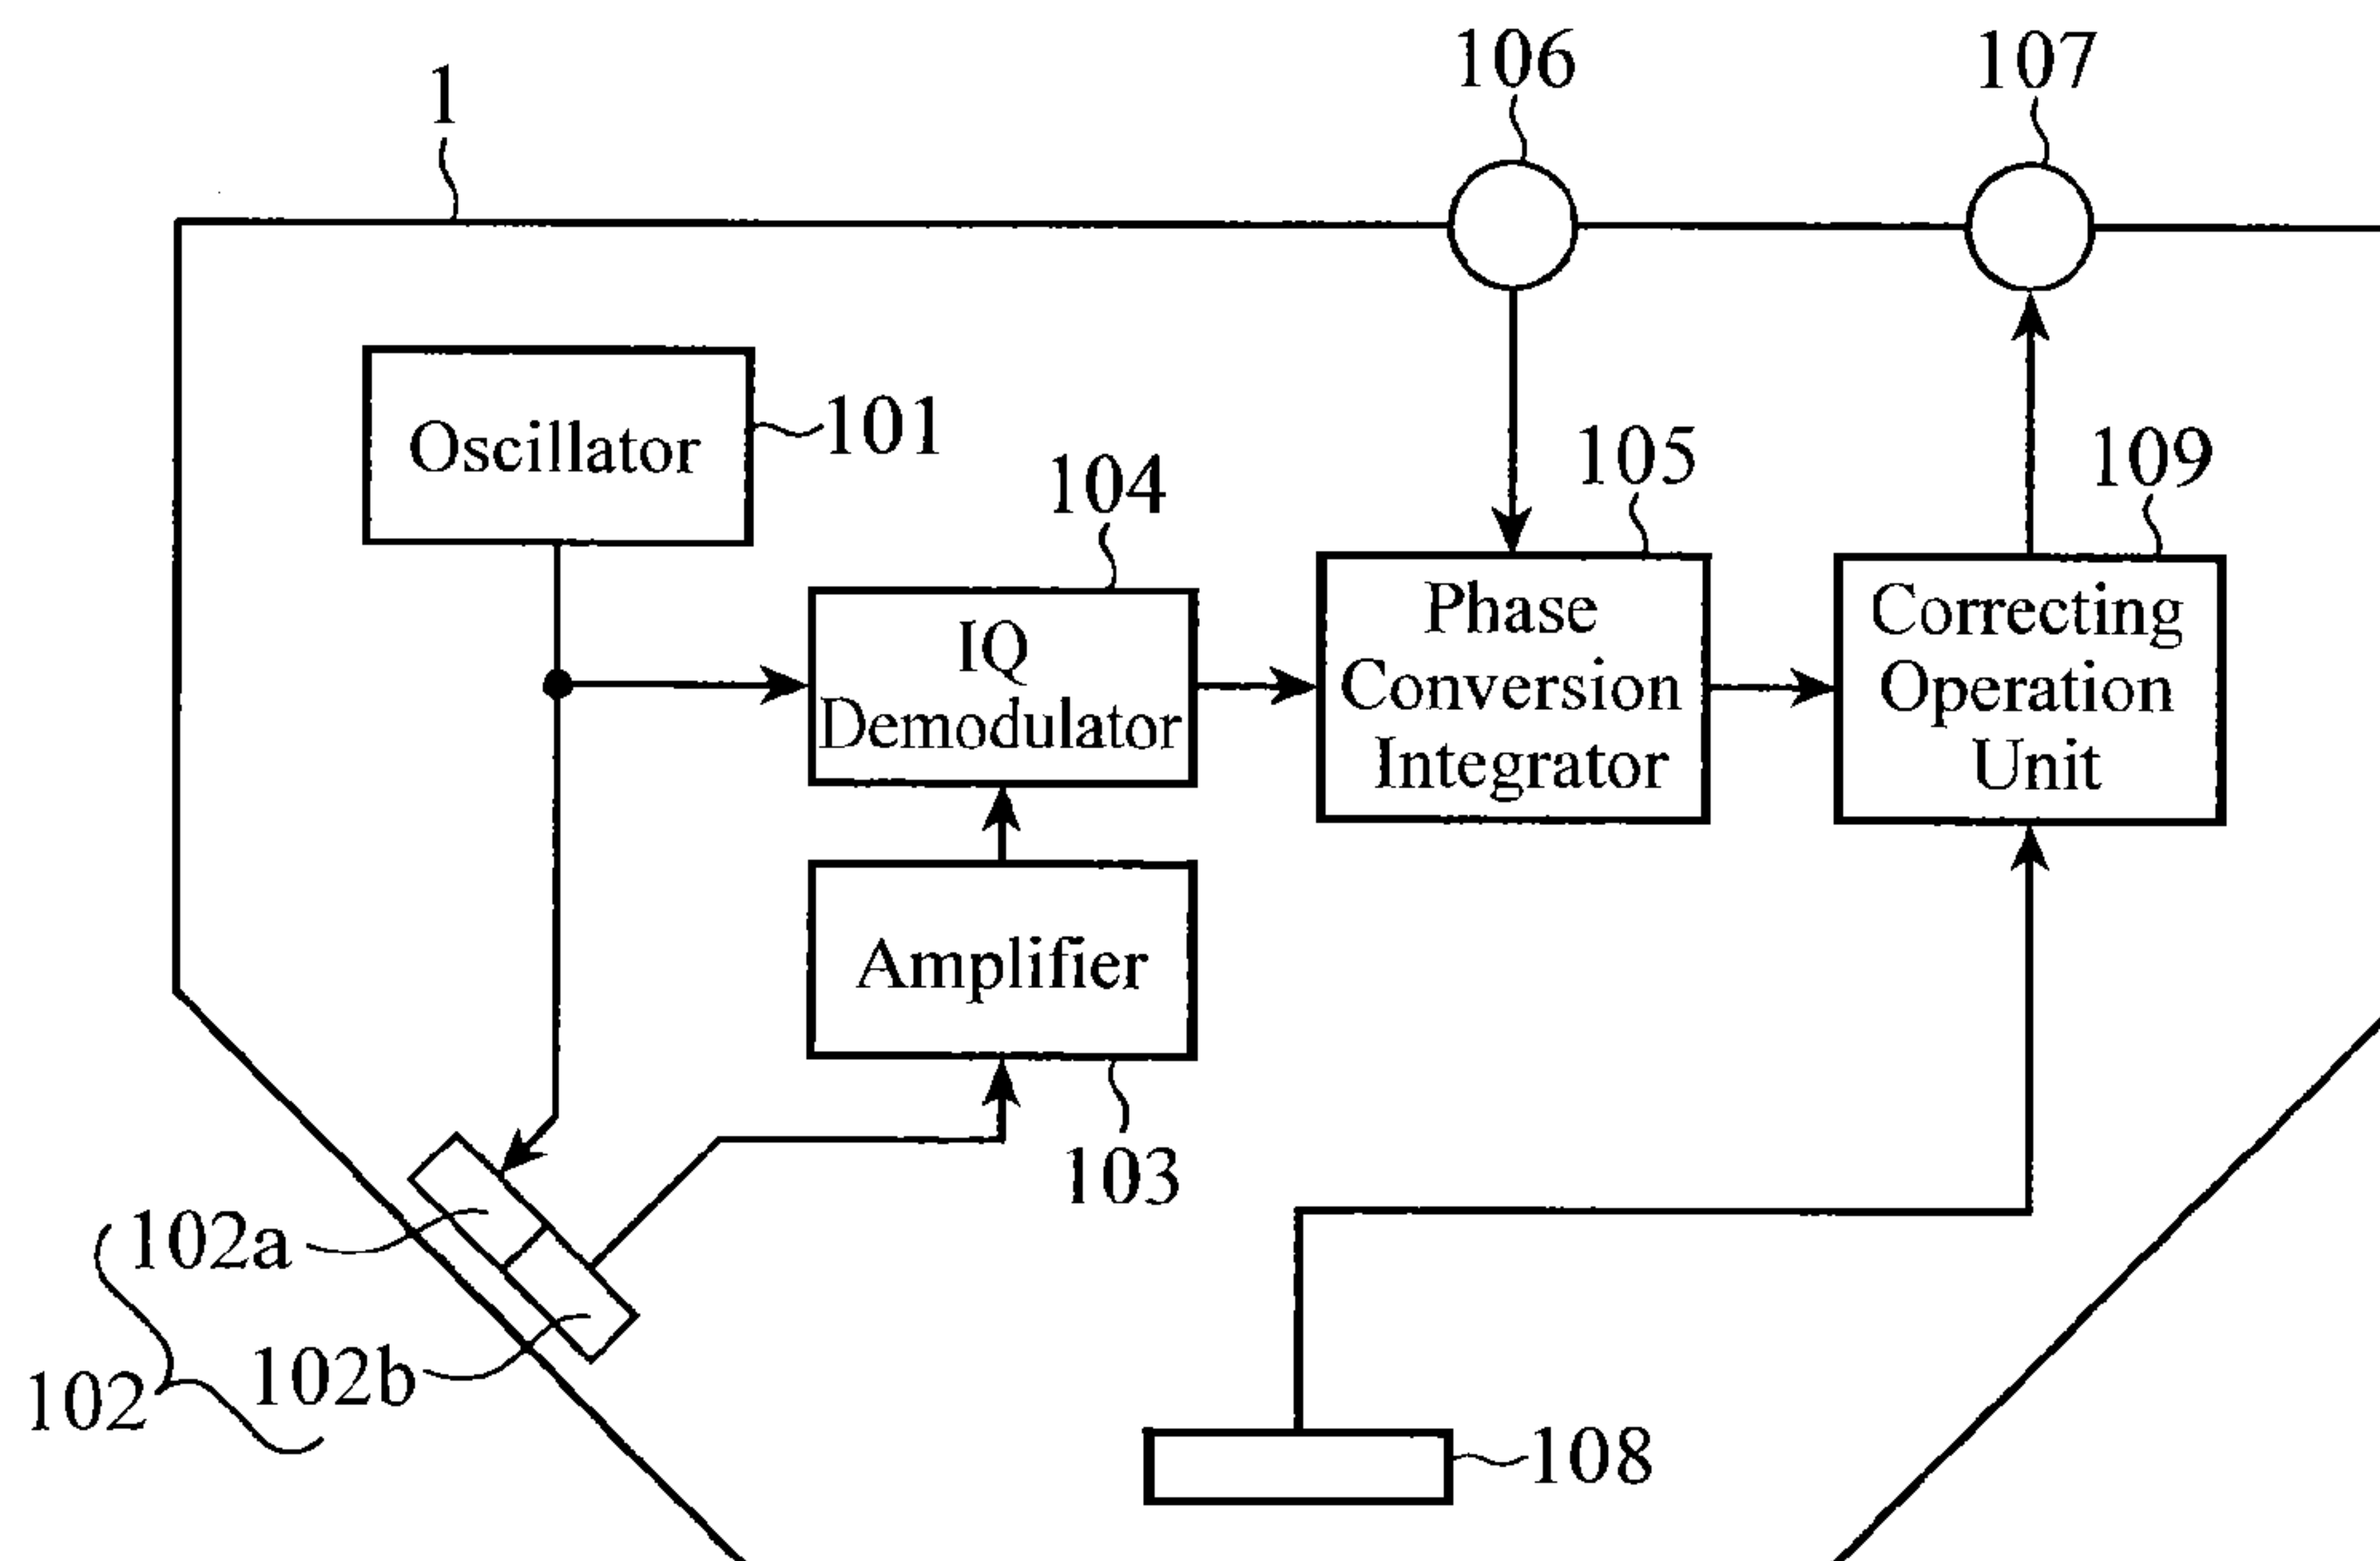 106
107
1
Oscillator
101
104
105
109
IQ
Demodulator
Phase
Conversion
Integrator
Correcting
Operation
Unit
Amplifier
103
102a
102b
102
108